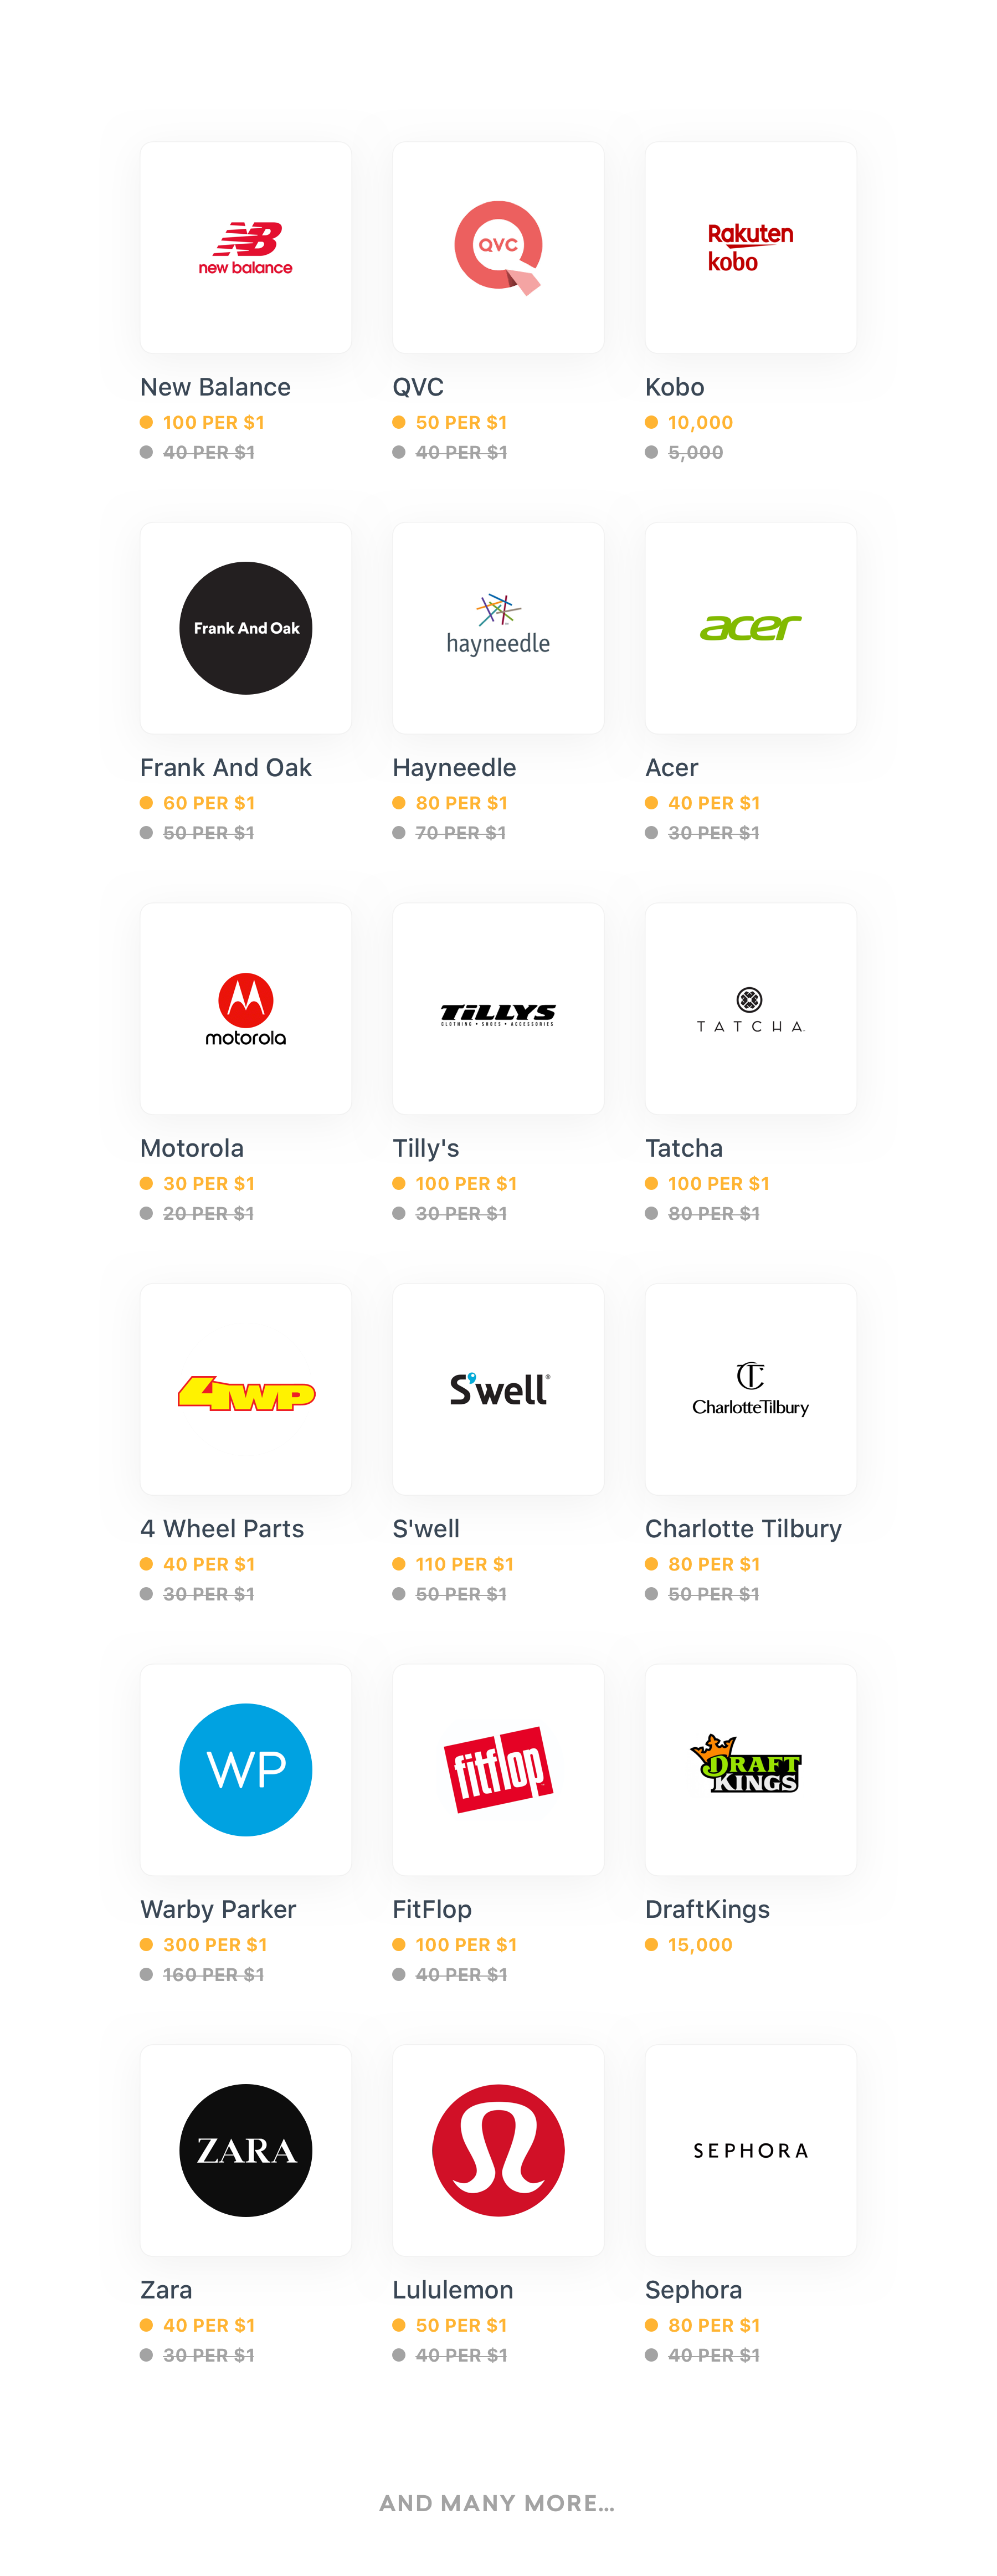 new balance
QVC
Rakuten
kobo
New Balance
100 PER $1
40 PER $1
QVC
50 PER $1
40 PER $1
Kobo
10,000
5,000
Frank And Oak
hayneedle
acer
Frank And Oak
60 PER $1
50 PER $1
Hayneedle
80 PER $1
70 PER $1
Acer
40 PER $1
30 PER $1
motorola
TILLYS
CLOTHING • SHOES • ACCESSORIES
TATCHA
Motorola
30 PER $1
20 PER $1
Tilly's
100 PER $1
30 PER $1
Tatcha
100 PER $1
80 PER $1
4WP
S'well®
CT
CharlotteTilbury
4 Wheel Parts
40 PER $1
30 PER $1
S'well
110 PER $1
50 PER $1
Charlotte Tilbury
80 PER $1
50 PER $1
WP
fitflop
DRAFT
KINGS
Warby Parker
300 PER $1
160 PER $1
FitFlop
100 PER $1
40 PER $1
DraftKings
15,000
ZARA
SEPHORA
Zara
40 PER $1
30 PER $1
Lululemon
50 PER $1
40 PER $1
Sephora
80 PER $1
40 PER $1
AND MANY MORE...